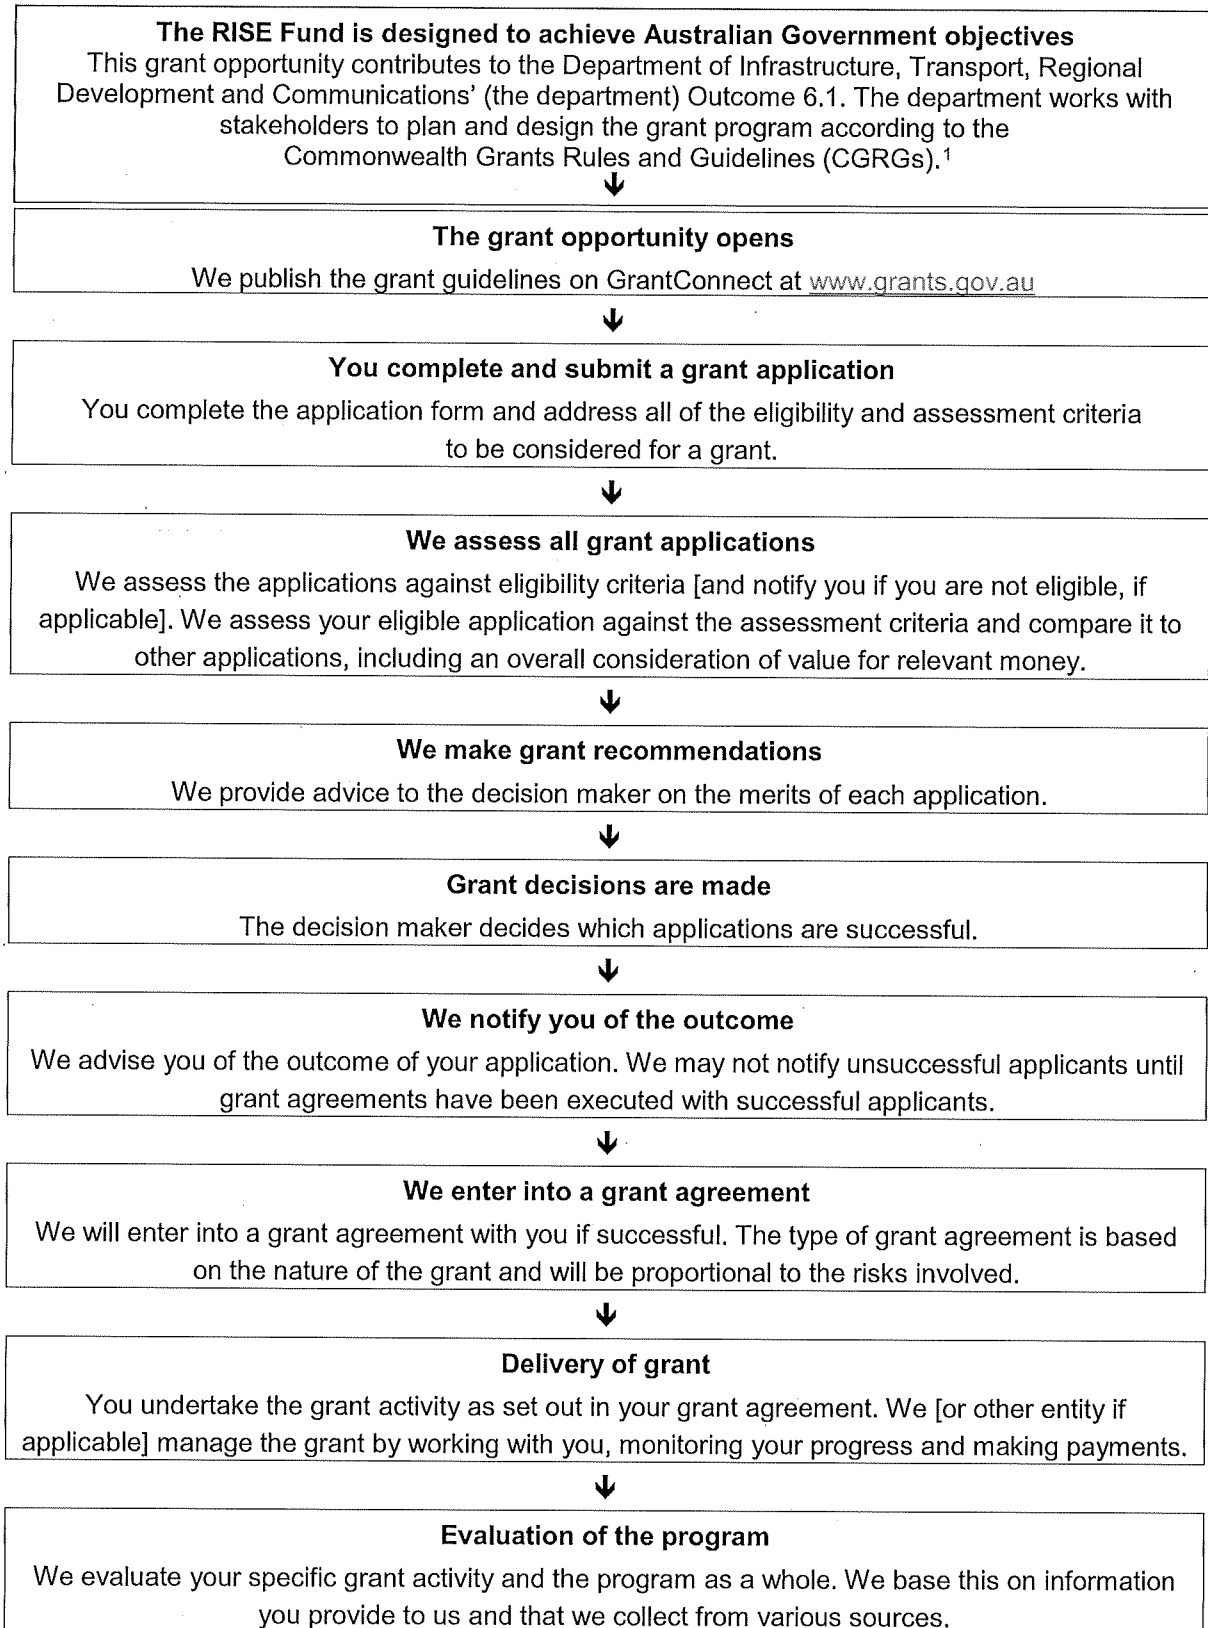 The RISE Fund is designed to achieve Australian Government objectives
This grant opportunity contributes to the Department of Infrastructure, Transport, Regional
Development and Communications' (the department) Outcome 6.1. The department works with
stakeholders to plan and design the grant program according to the
Commonwealth Grants Rules and Guidelines (CGRGs).¹
↓
The grant opportunity opens
We publish the grant guidelines on GrantConnect at www.grants.gov.au
↓
You complete and submit a grant application
You complete the application form and address all of the eligibility and assessment criteria
to be considered for a grant.
↓
We assess all grant applications
We assess the applications against eligibility criteria [and notify you if you are not eligible, if
applicable]. We assess your eligible application against the assessment criteria and compare it to
other applications, including an overall consideration of value for relevant money.
↓
We make grant recommendations
We provide advice to the decision maker on the merits of each application.
↓
Grant decisions are made
The decision maker decides which applications are successful.
↓
We notify you of the outcome
We advise you of the outcome of your application. We may not notify unsuccessful applicants until
grant agreements have been executed with successful applicants.
↓
We enter into a grant agreement
We will enter into a grant agreement with you if successful. The type of grant agreement is based
on the nature of the grant and will be proportional to the risks involved.
↓
Delivery of grant
You undertake the grant activity as set out in your grant agreement. We [or other entity if
applicable] manage the grant by working with you, monitoring your progress and making payments.
↓
Evaluation of the program
We evaluate your specific grant activity and the program as a whole. We base this on information
you provide to us and that we collect from various sources.